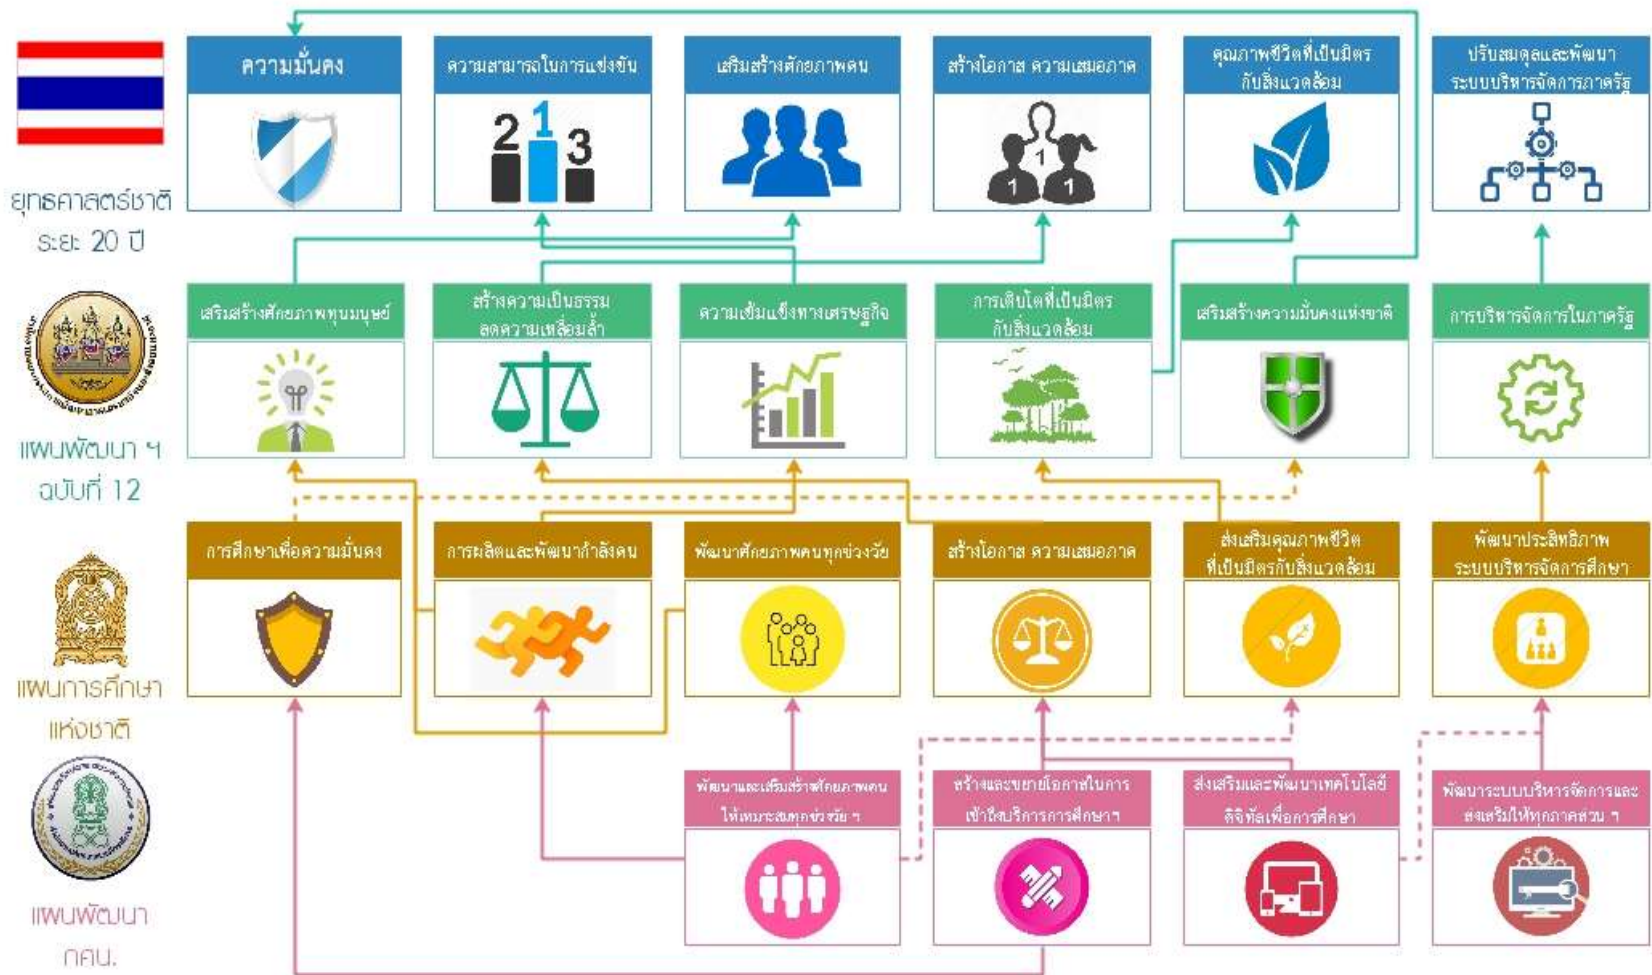 ความมั่นคง
ความสามารถในการแข่งขัน
เสริมสร้างศักยภาพคน
สร้างโอกาส ความเสมอภาค
คุณภาพชีวิตที่เป็นมิตร
กับสิ่งแวดล้อม
ปรับสมดุลและพัฒนา
ระบบบริหารจัดการภาครัฐ
2 1 3
1
1 1
ยุทธศาสตร์ชาติ
ระยะ 20 ปี
เสริมสร้างศักยภาพทุนมนุษย์
สร้างความเป็นธรรม
ลดความเหลื่อมล้ำ
ความเข้มแข็งทางเศรษฐกิจ
การเติบโตที่เป็นมิตร
กับสิ่งแวดล้อม
เสริมสร้างความมั่นคงแห่งชาติ
การบริหารจัดการในภาครัฐ
แผนพัฒนา ฯ
ฉบับที่ 12
การศึกษาเพื่อความมั่นคง
การผลิตและพัฒนากำลังคน
พัฒนาศักยภาพคนทุกช่วงวัย
สร้างโอกาส ความเสมอภาค
ส่งเสริมคุณภาพชีวิต
ที่เป็นมิตรกับสิ่งแวดล้อม
พัฒนาประสิทธิภาพ
ระบบบริหารจัดการศึกษา
แผนการศึกษา
แห่งชาติ
พัฒนาและเสริมสร้างศักยภาพคน
ให้เหมาะสมทุกช่วงวัย ฯ
สร้างและขยายโอกาสในการ
เข้าถึงบริการการศึกษาฯ
ส่งเสริมและพัฒนาเทคโนโลยี
ดิจิทัลเพื่อการศึกษา
พัฒนาระบบบริหารจัดการและ
ส่งเสริมให้ทุกภาคส่วน ฯ
แผนพัฒนา
กศน.